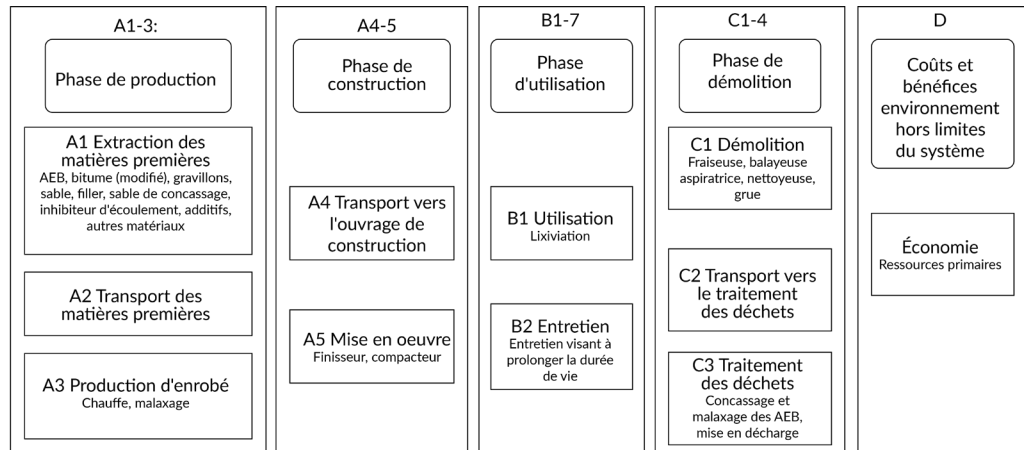 A1-3:
Phase de production
A1 Extraction des
matières premières
AEB, bitume (modifié), gravillons,
sable, filler, sable de concassage,
inhibiteur d'écoulement, additifs,
autres matériaux
A2 Transport des
matières premières
A3 Production d'enrobé
Chauffe, malaxage
A4-5
Phase de
construction
A4 Transport vers
l'ouvrage de
construction
A5 Mise en oeuvre
Finisseur, compacteur
B1-7
Phase
d'utilisation
B1 Utilisation
Lixiviation
B2 Entretien
Entretien visant à
prolonger la durée
de vie
C1-4
Phase de
démolition
C1 Démolition
Fraiseuse, balayeuse
aspiratrice, nettoyeuse,
grue
C2 Transport vers
le traitement
des déchets
C3 Traitement
des déchets
Concassage et
malaxage des AEB,
mise en décharge
D
Coûts et
bénéfices
environnement
hors limites
du système
Économie
Ressources primaires